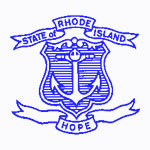 STATE of RHODE ISLAND
HOPE